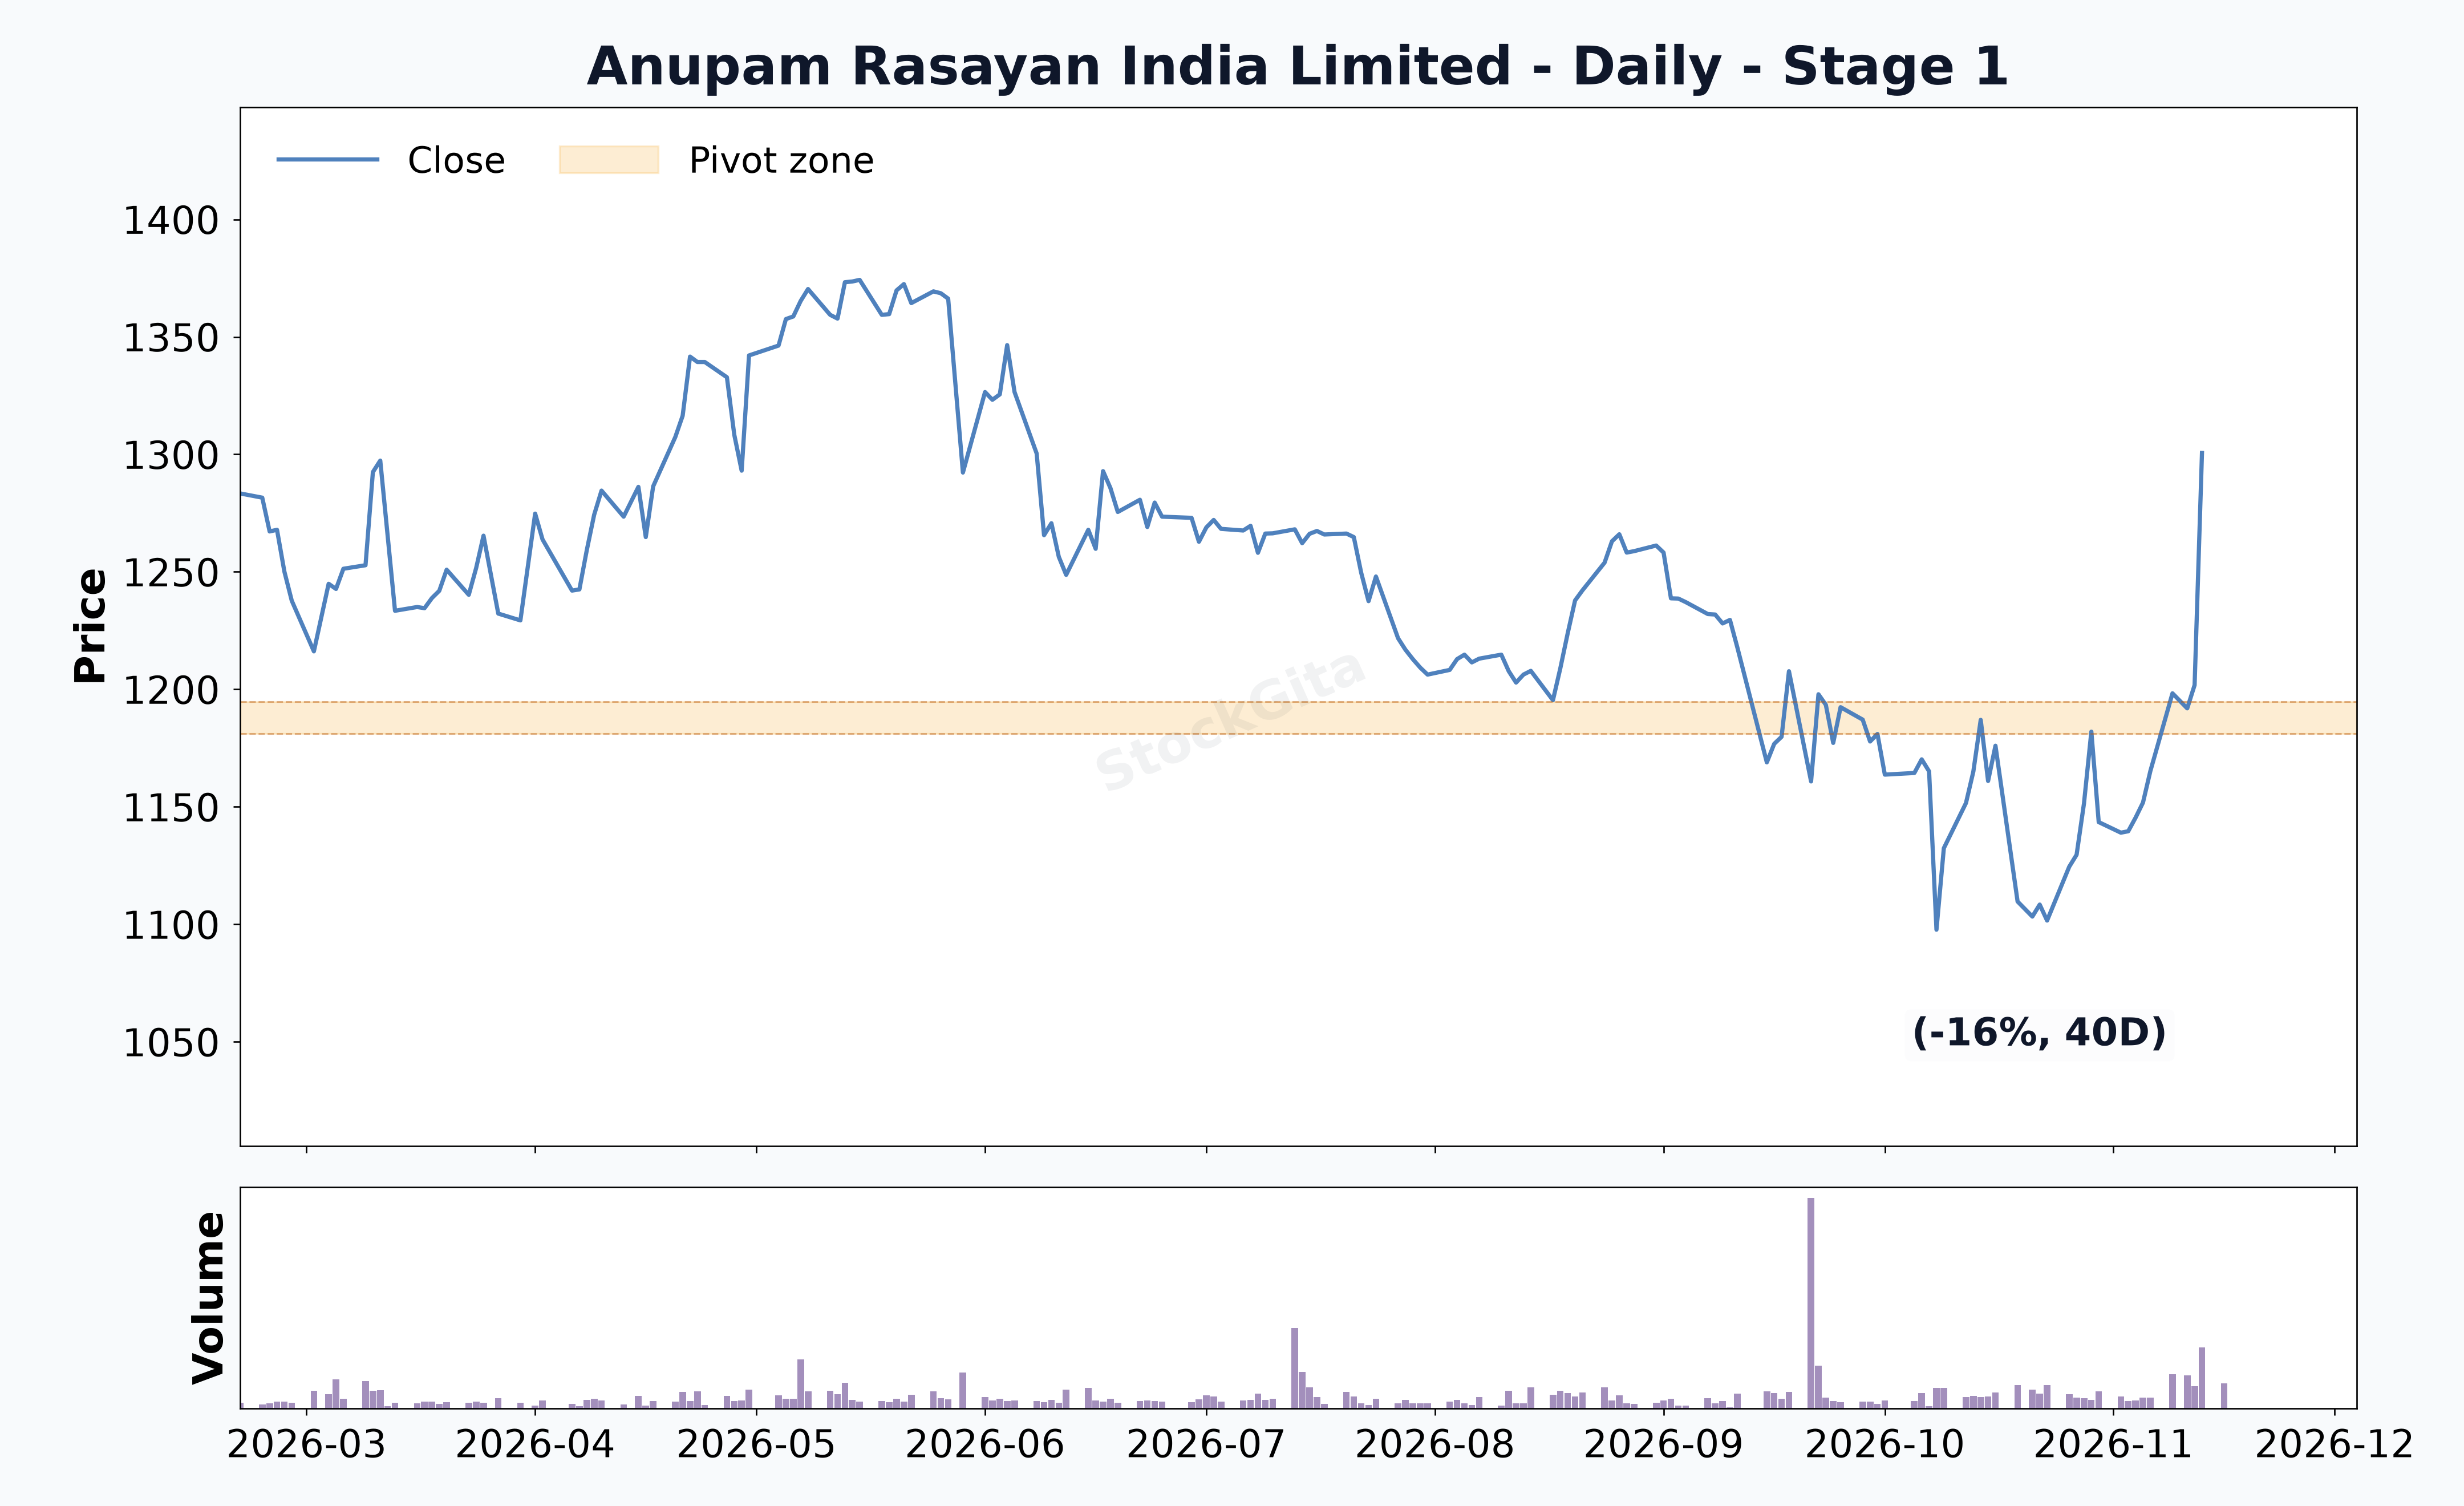 Anupam Rasayan India Limited - Daily - Stage 1
Close
Pivot zone
1400
1350
1300
1250
1200
1150
1100
1050
Price
StockGita
(-16%, 40D)
Volume
2026-03
2026-04
2026-05
2026-06
2026-07
2026-08
2026-09
2026-10
2026-11
2026-12